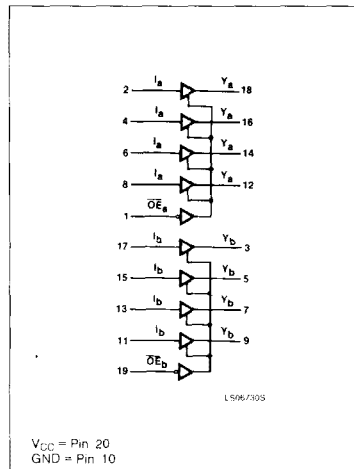 2 Ia Ya 18
4 Ia Ya 16
6 Ia Ya 14
8 Ia Ya 12
1 OEa
17 Ib Yb 3
15 Ib Yb 5
13 Ib Yb 7
11 Ib Yb 9
19 OEb
LS06730S
VCC = Pin 20
GND = Pin 10